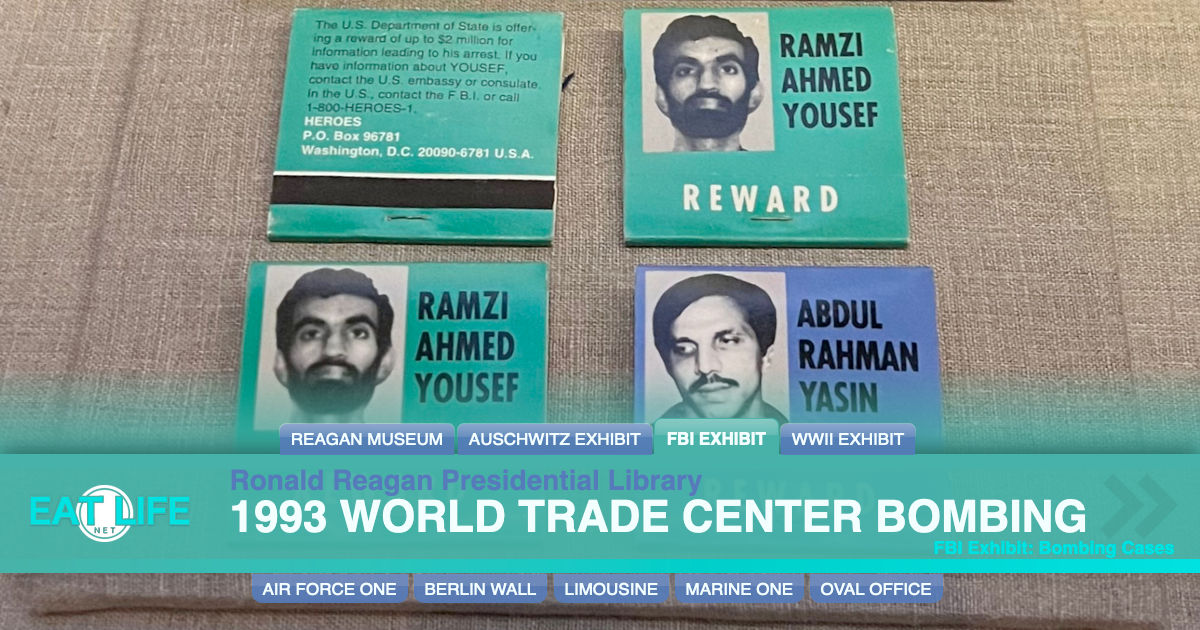 The U.S. Department of State is offer-
ing a reward of up to $2 million for
information leading to his arrest. If you
have information about YOUSEF,
contact the U.S. embassy or consulate.
In the U.S., contact the F.B.I. or call
1-800-HEROES-1.
HEROES
P.O. Box 96781
Washington, D.C. 20090-6781 U.S.A.
RAMZI
AHMED
YOUSEF
REWARD
RAMZI
AHMED
YOUSEF
ABDUL
RAHMAN
YASIN
REAGAN MUSEUM
AUSCHWITZ EXHIBIT
FBI EXHIBIT
WWII EXHIBIT
EAT LIFE
NET
Ronald Reagan Presidential Library
1993 WORLD TRADE CENTER BOMBING
FBI Exhibit: Bombing Cases
AIR FORCE ONE
BERLIN WALL
LIMOUSINE
MARINE ONE
OVAL OFFICE